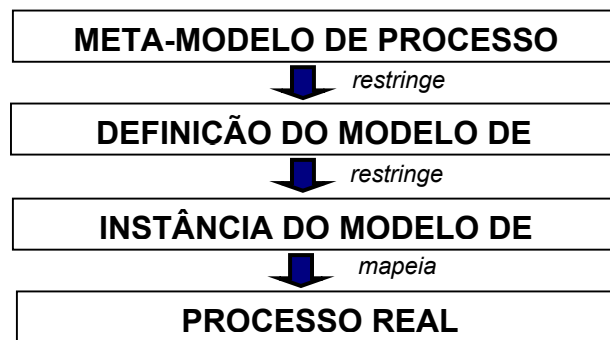 META-MODELO DE PROCESSO
restringe
DEFINIÇÃO DO MODELO DE
restringe
INSTÂNCIA DO MODELO DE
mapeia
PROCESSO REAL